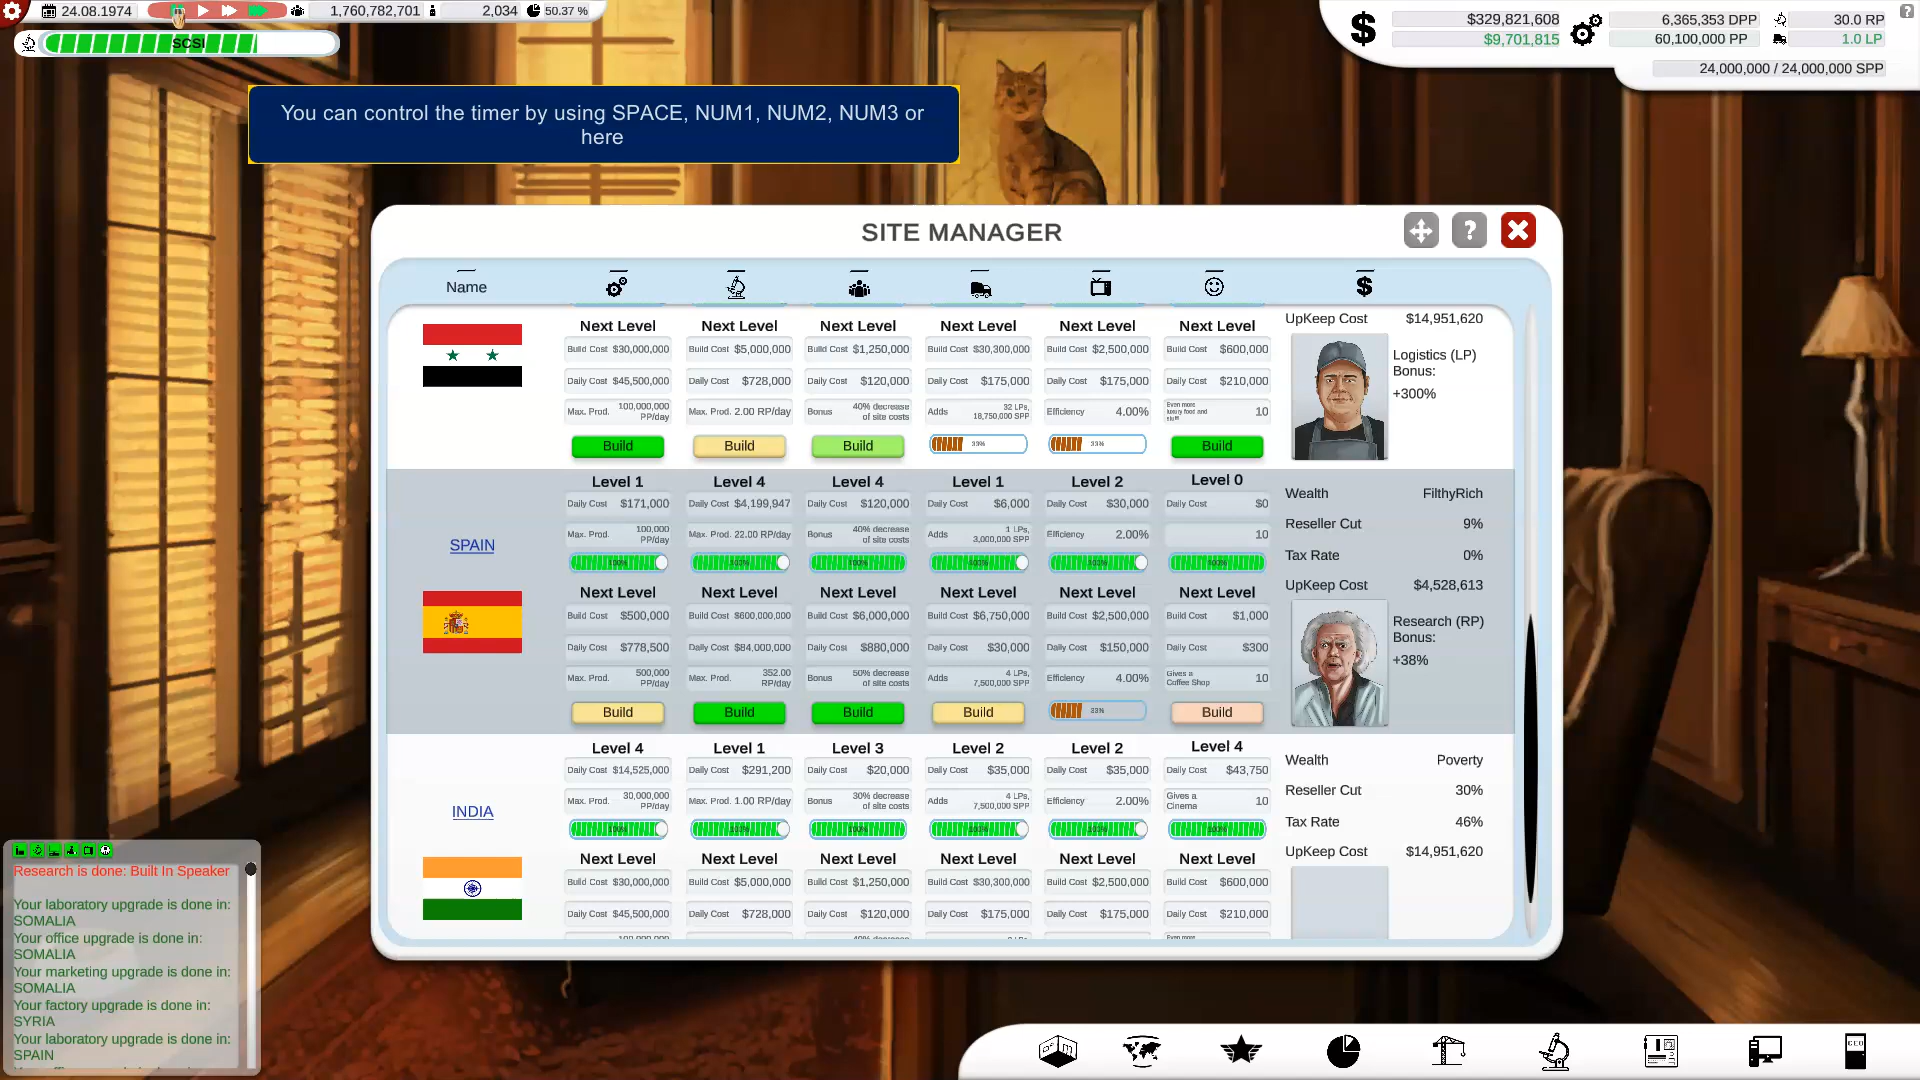 24.08.1974
1,760,782,701
2,034
50.37 %
$329,821,608
$9,701,815
6,365,353 DPP
60,100,000 PP
30.0 RP
1.0 LP
24,000,000 / 24,000,000 SPP
?
SCSI
You can control the timer by using SPACE, NUM1, NUM2, NUM3 or
here
SITE MANAGER
?
Name
$
Next Level Next Level Next Level Next Level Next Level Next Level UpKeep Cost $14,951,620
Build Cost $30,000,000 Build Cost $5,000,000 Build Cost $1,250,000 Build Cost $30,300,000 Build Cost $2,500,000 Build Cost $600,000
Daily Cost $45,500,000 Daily Cost $728,000 Daily Cost $120,000 Daily Cost $175,000 Daily Cost $175,000 Daily Cost $210,000
Max. Prod. 100,000,000 PP/day Max. Prod. 2.00 RP/day Bonus 40% decrease of site costs Adds 32 LPs, 18,750,000 SPP Efficiency 4.00% Even more luxury food and stuff 10
Build Build Build 33% 33% Build
Logistics (LP)
Bonus:
+300%
SPAIN
Level 1 Level 4 Level 4 Level 1 Level 2 Level 0
Daily Cost $171,000 Daily Cost $4,199,947 Daily Cost $120,000 Daily Cost $6,000 Daily Cost $30,000 Daily Cost $0
Max. Prod. 100,000 PP/day Max. Prod. 22.00 RP/day Bonus 40% decrease of site costs Adds 1 LPs, 3,000,000 SPP Efficiency 2.00% 10
100% 100% 100% 100% 100% 100%
Wealth FilthyRich
Reseller Cut 9%
Tax Rate 0%
UpKeep Cost $4,528,613
Next Level Next Level Next Level Next Level Next Level Next Level
Build Cost $500,000 Build Cost $600,000,000 Build Cost $6,000,000 Build Cost $6,750,000 Build Cost $2,500,000 Build Cost $1,000
Daily Cost $778,500 Daily Cost $84,000,000 Daily Cost $880,000 Daily Cost $30,000 Daily Cost $150,000 Daily Cost $300
Max. Prod. 500,000 PP/day Max. Prod. 352.00 RP/day Bonus 50% decrease of site costs Adds 4 LPs, 7,500,000 SPP Efficiency 4.00% Gives a Coffee Shop 10
Build Build Build Build 33% Build
Research (RP)
Bonus:
+38%
INDIA
Level 4 Level 1 Level 3 Level 2 Level 2 Level 4
Daily Cost $14,525,000 Daily Cost $291,200 Daily Cost $20,000 Daily Cost $35,000 Daily Cost $35,000 Daily Cost $43,750
Max. Prod. 30,000,000 PP/day Max. Prod. 1.00 RP/day Bonus 30% decrease of site costs Adds 4 LPs, 7,500,000 SPP Efficiency 2.00% Gives a Cinema 10
100% 100% 100% 100% 100% 100%
Wealth Poverty
Reseller Cut 30%
Tax Rate 46%
UpKeep Cost $14,951,620
Next Level Next Level Next Level Next Level Next Level Next Level
Build Cost $30,000,000 Build Cost $5,000,000 Build Cost $1,250,000 Build Cost $30,300,000 Build Cost $2,500,000 Build Cost $600,000
Daily Cost $45,500,000 Daily Cost $728,000 Daily Cost $120,000 Daily Cost $175,000 Daily Cost $175,000 Daily Cost $210,000
Research is done: Built In Speaker
Your laboratory upgrade is done in:
SOMALIA
Your office upgrade is done in:
SOMALIA
Your marketing upgrade is done in:
SOMALIA
Your factory upgrade is done in:
SYRIA
Your laboratory upgrade is done in:
SPAIN